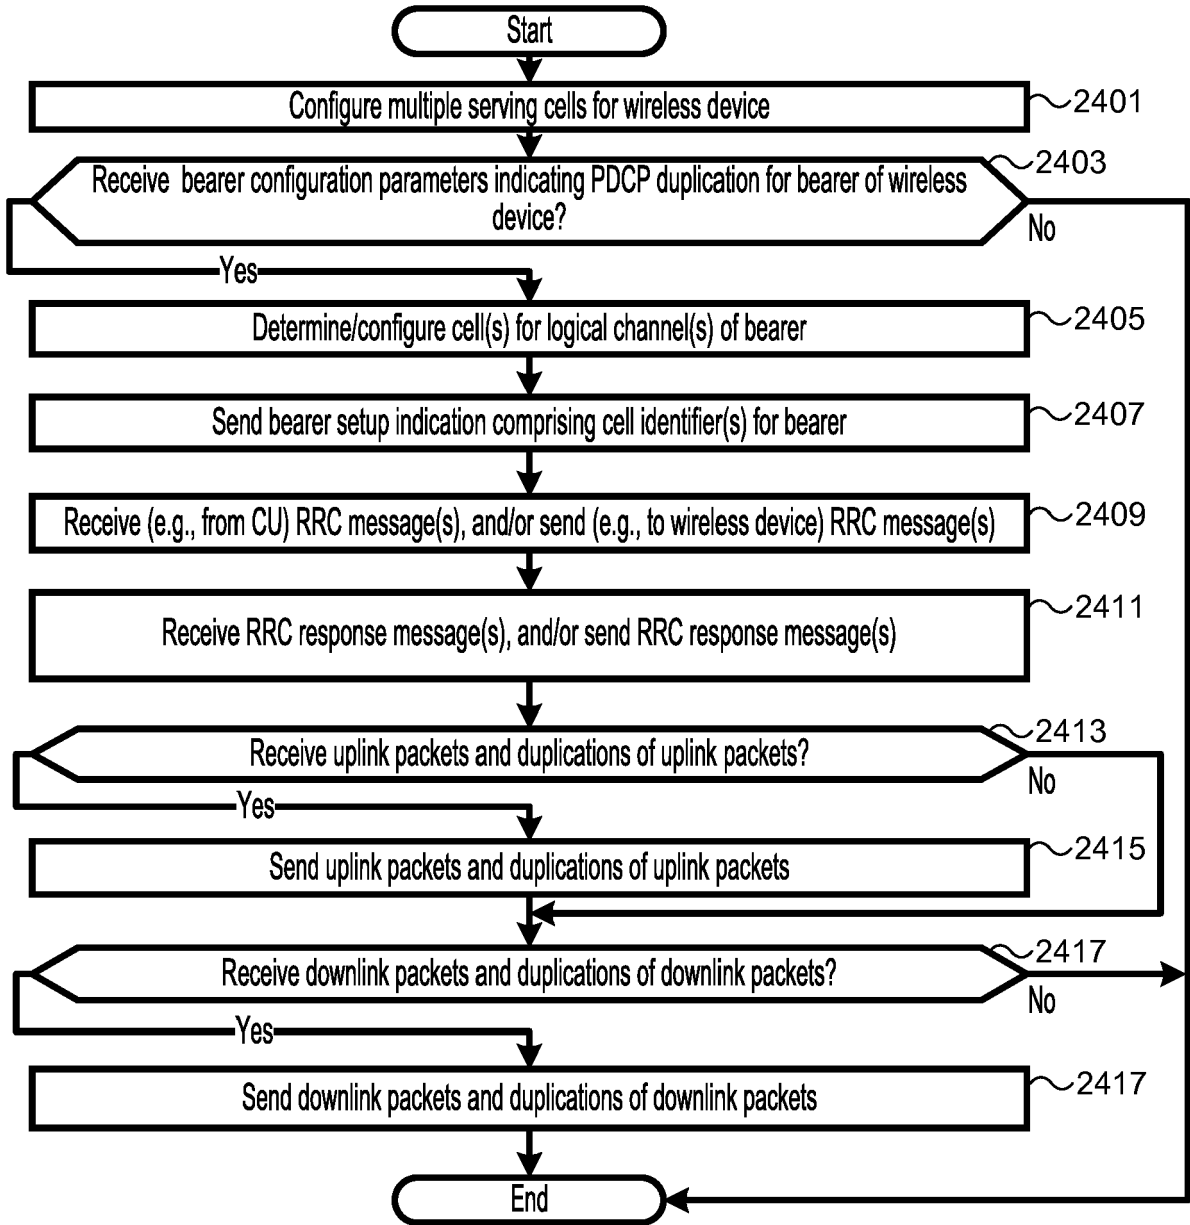 Start
Configure multiple serving cells for wireless device
2401
2403
Receive bearer configuration parameters indicating PDCP duplication for bearer of wireless
device?
No
Yes
Determine/configure cell(s) for logical channel(s) of bearer
2405
Send bearer setup indication comprising cell identifier(s) for bearer
2407
Receive (e.g., from CU) RRC message(s), and/or send (e.g., to wireless device) RRC message(s)
2409
Receive RRC response message(s), and/or send RRC response message(s)
2411
2413
Receive uplink packets and duplications of uplink packets?
No
Yes
Send uplink packets and duplications of uplink packets
2415
2417
Receive downlink packets and duplications of downlink packets?
No
Yes
Send downlink packets and duplications of downlink packets
2417
End